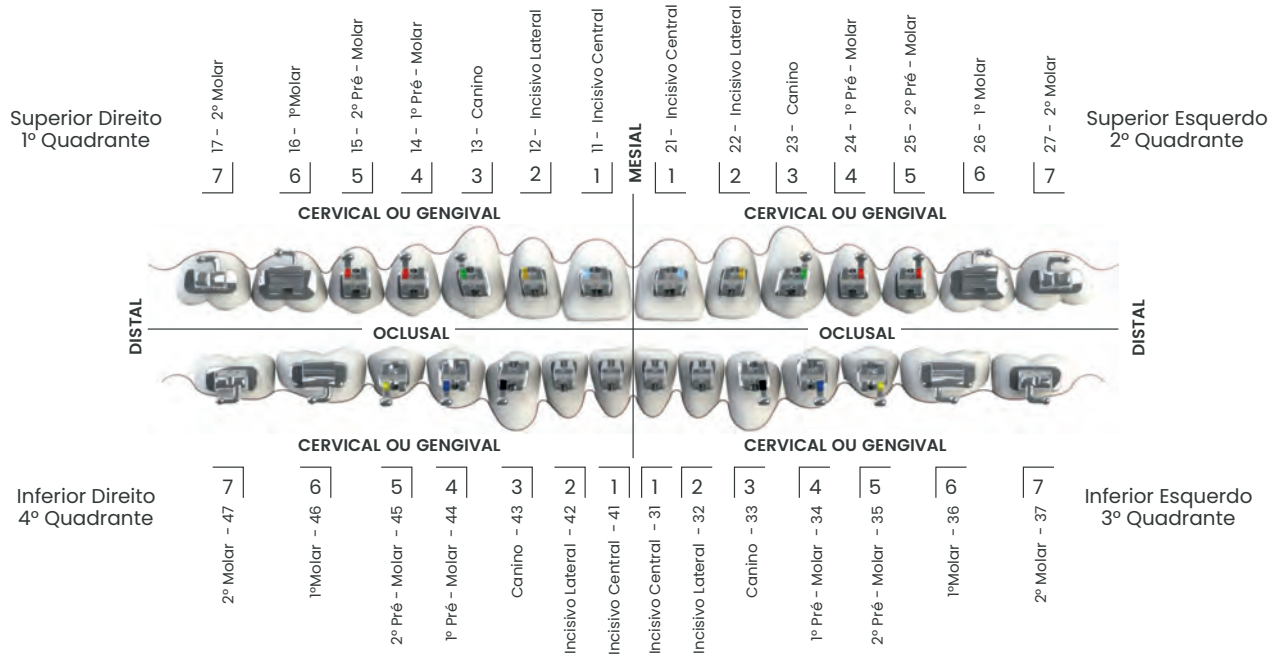 Superior Direito
1º Quadrante
17 - 2º Molar
16 - 1ºMolar
15 - 2º Pré - Molar
14 - 1º Pré - Molar
13 - Canino
12 - Incisivo Lateral
11 - Incisivo Central
MESIAL
21 - Incisivo Central
22 - Incisivo Lateral
23 - Canino
24 - 1º Pré - Molar
25 - 2º Pré - Molar
26 - 1º Molar
27 - 2º Molar
Superior Esquerdo
2º Quadrante
7 6 5 4 3 2 1 1 2 3 4 5 6 7
CERVICAL OU GENGIVAL CERVICAL OU GENGIVAL
DISTAL
OCLUSAL OCLUSAL
DISTAL
CERVICAL OU GENGIVAL CERVICAL OU GENGIVAL
7 6 5 4 3 2 1 1 2 3 4 5 6 7
Inferior Direito
4º Quadrante
2º Molar - 47
1ºMolar - 46
2º Pré - Molar - 45
1º Pré - Molar - 44
Canino - 43
Incisivo Lateral - 42
Incisivo Central - 41
Incisivo Central - 31
Incisivo Lateral - 32
Canino - 33
1º Pré - Molar - 34
2º Pré - Molar - 35
1ºMolar - 36
2º Molar - 37
Inferior Esquerdo
3º Quadrante